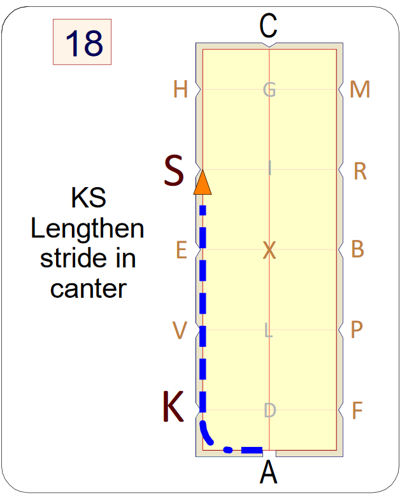 18
C
H G M
S I R
KS
Lengthen
stride in
canter
E X B
V L P
K D F
A